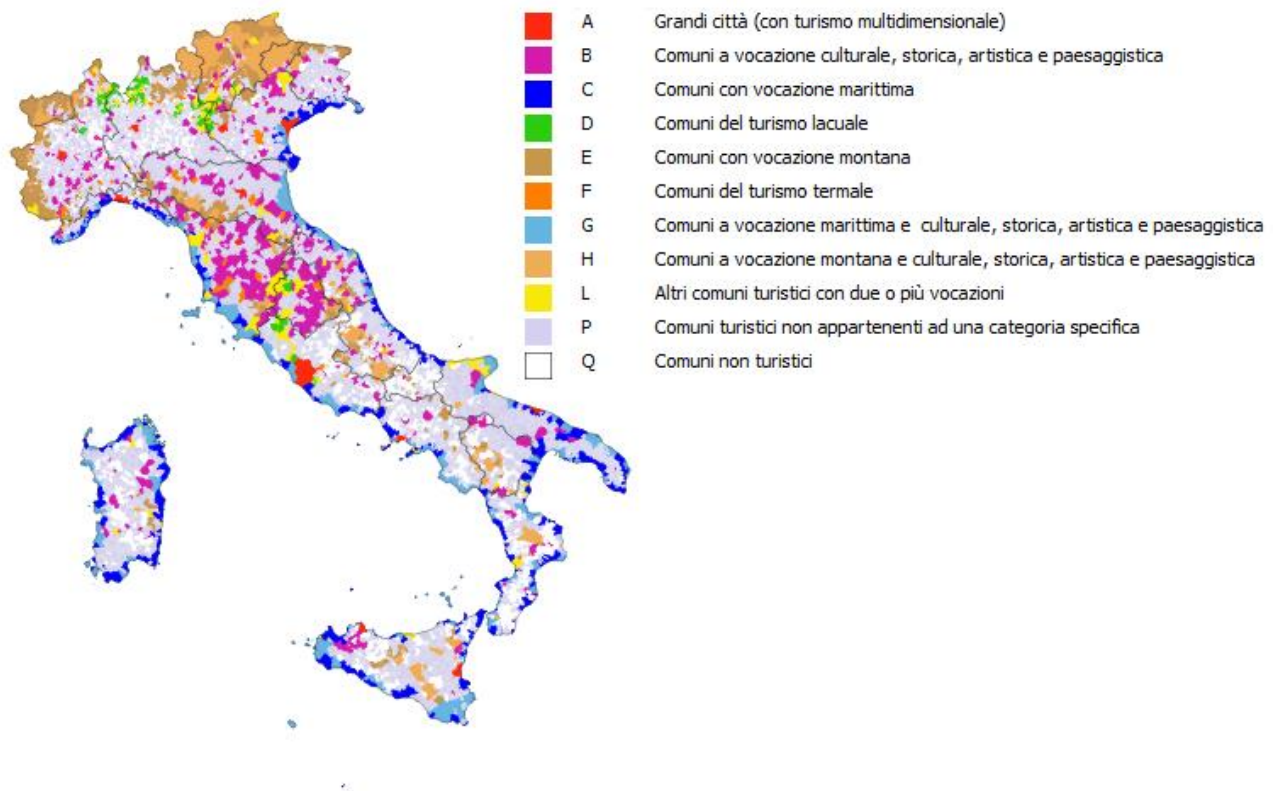 A Grandi città (con turismo multidimensionale)
B Comuni a vocazione culturale, storica, artistica e paesaggistica
C Comuni con vocazione marittima
D Comuni del turismo lacuale
E Comuni con vocazione montana
F Comuni del turismo termale
G Comuni a vocazione marittima e culturale, storica, artistica e paesaggistica
H Comuni a vocazione montana e culturale, storica, artistica e paesaggistica
L Altri comuni turistici con due o più vocazioni
P Comuni turistici non appartenenti ad una categoria specifica
Q Comuni non turistici